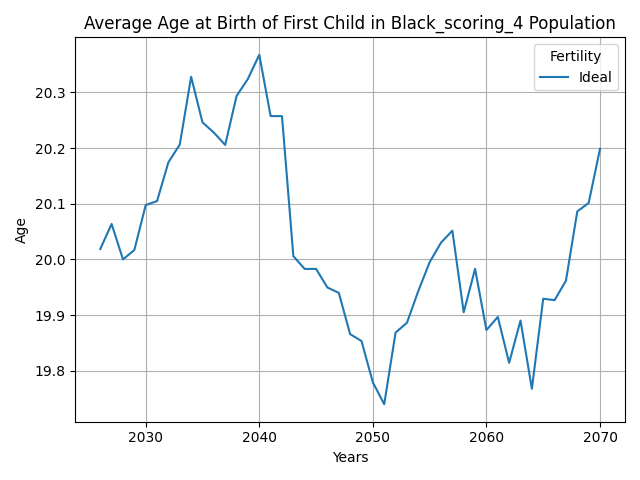 Average Age at Birth of First Child in Black_scoring_4 Population
Fertility
Ideal
20.3
20.2
20.1
20.0
19.9
19.8
Age
2030 2040 2050 2060 2070
Years